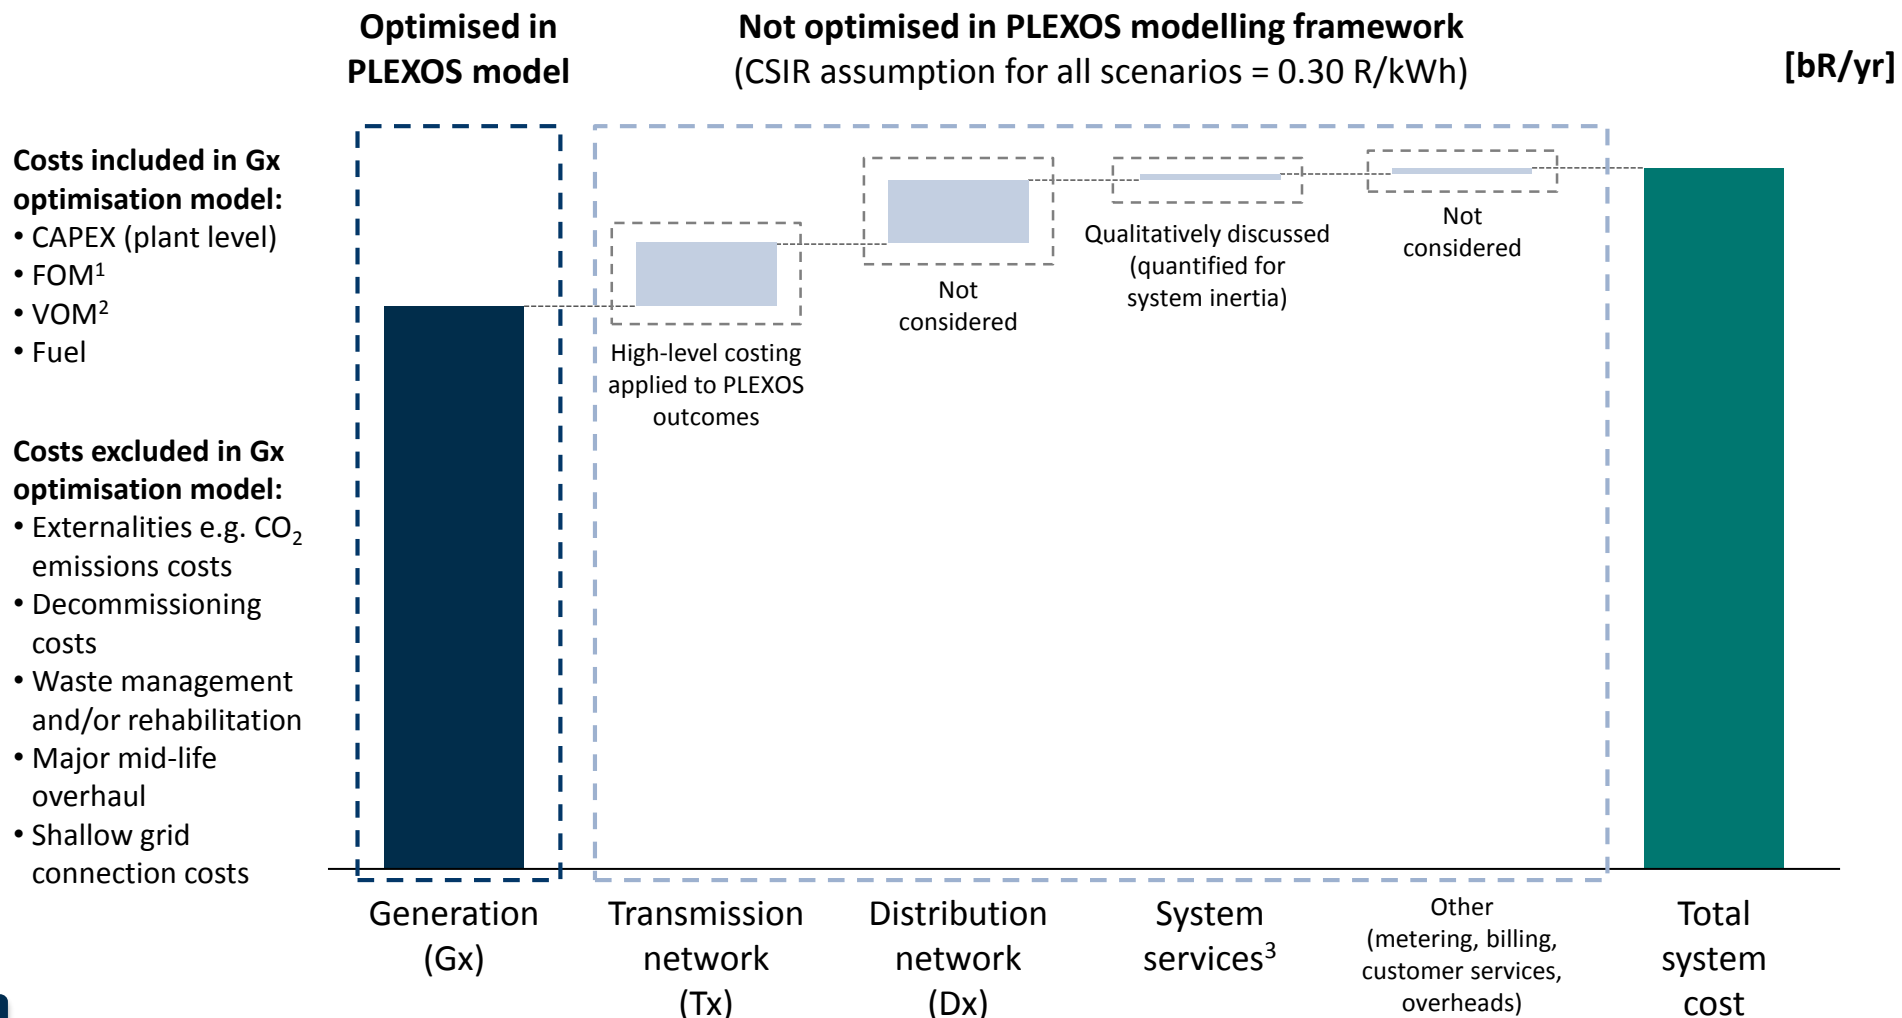 Optimised in
PLEXOS model
Not optimised in PLEXOS modelling framework
(CSIR assumption for all scenarios = 0.30 R/kWh)
[bR/yr]
Costs included in Gx
optimisation model:
• CAPEX (plant level)
• FOM¹
• VOM²
• Fuel
Costs excluded in Gx
optimisation model:
• Externalities e.g. CO₂
emissions costs
• Decommissioning
costs
• Waste management
and/or rehabilitation
• Major mid-life
overhaul
• Shallow grid
connection costs
High-level costing
applied to PLEXOS
outcomes
Not
considered
Qualitatively discussed
(quantified for
system inertia)
Not
considered
Generation
(Gx)
Transmission
network
(Tx)
Distribution
network
(Dx)
System
services³
Other
(metering, billing,
customer services,
overheads)
Total
system
cost